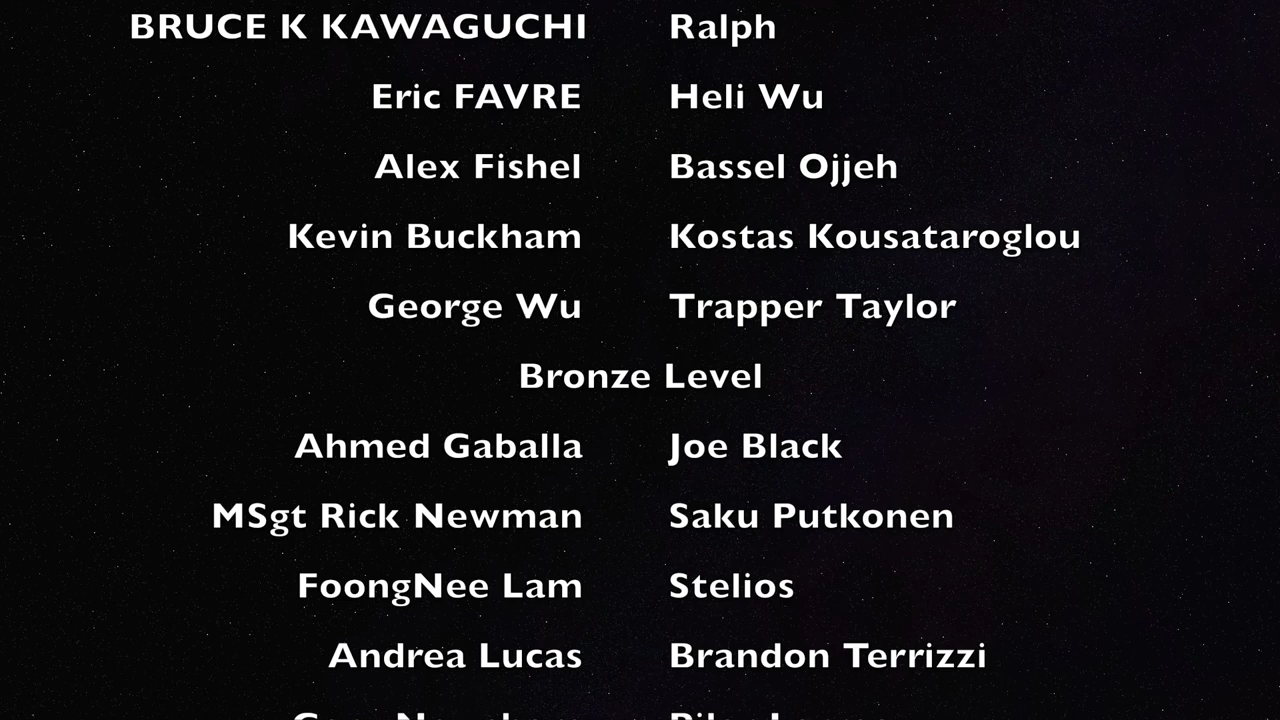 BRUCE K KAWAGUCHI Ralph
Eric FAVRE Heli Wu
Alex Fishel Bassel Ojjeh
Kevin Buckham Kostas Kousataroglou
George Wu Trapper Taylor
Bronze Level
Ahmed Gaballa Joe Black
MSgt Rick Newman Saku Putkonen
FoongNee Lam Stelios
Andrea Lucas Brandon Terrizzi